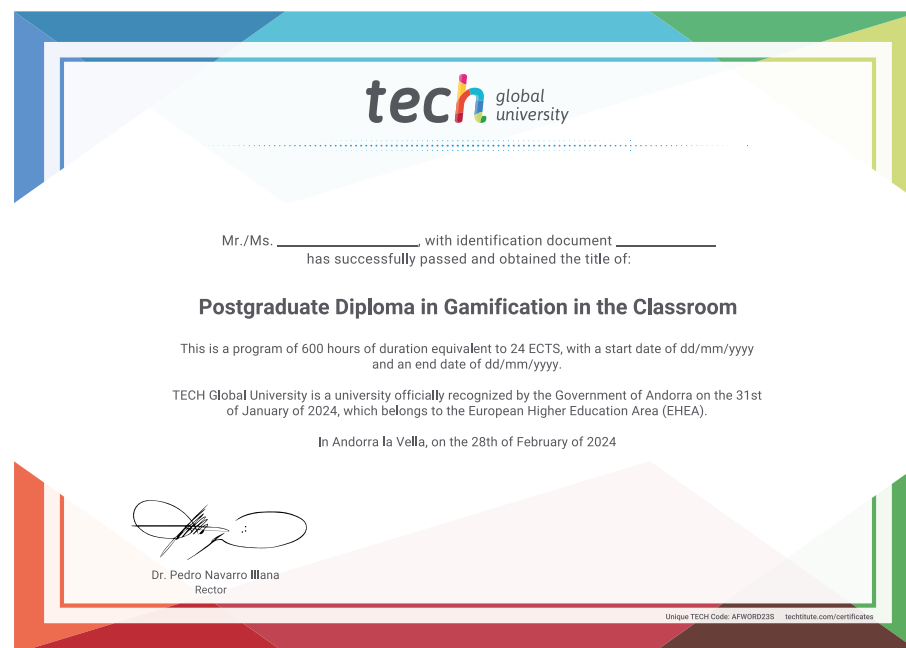 tech global university
Mr./Ms. ____________, with identification document ____________
has successfully passed and obtained the title of:
Postgraduate Diploma in Gamification in the Classroom
This is a program of 600 hours of duration equivalent to 24 ECTS, with a start date of dd/mm/yyyy
and an end date of dd/mm/yyyy.
TECH Global University is a university officially recognized by the Government of Andorra on the 31st
of January of 2024, which belongs to the European Higher Education Area (EHEA).
In Andorra la Vella, on the 28th of February of 2024
Dr. Pedro Navarro Illana
Rector
Unique TECH Code: AFWORD23S techtitute.com/certificates